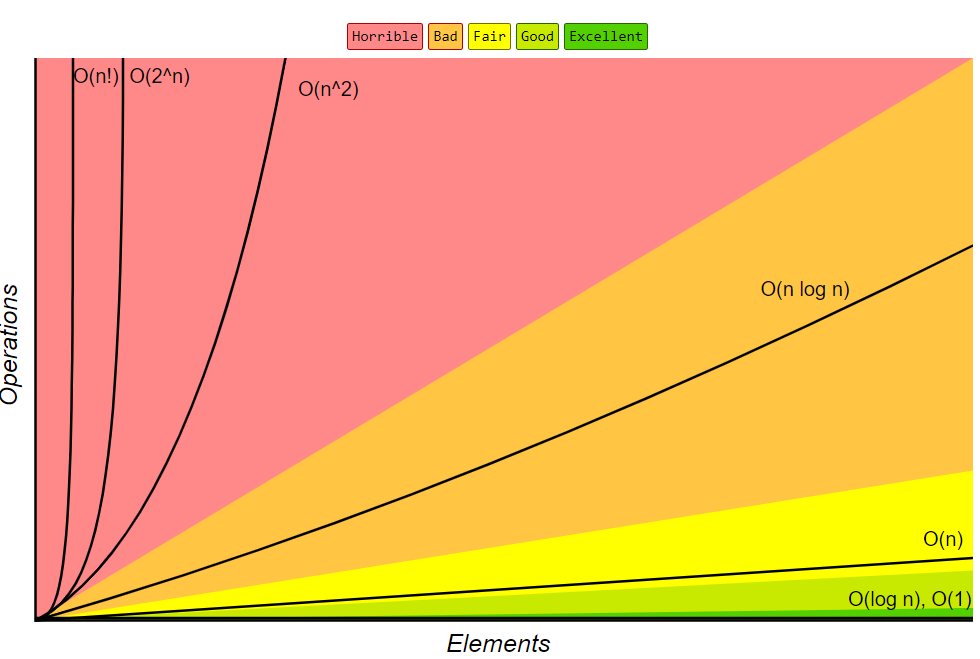 Horrible Bad Fair Good Excellent
O(n!) O(2^n)
O(n^2)
O(n log n)
O(n)
O(log n), O(1)
Operations
Elements